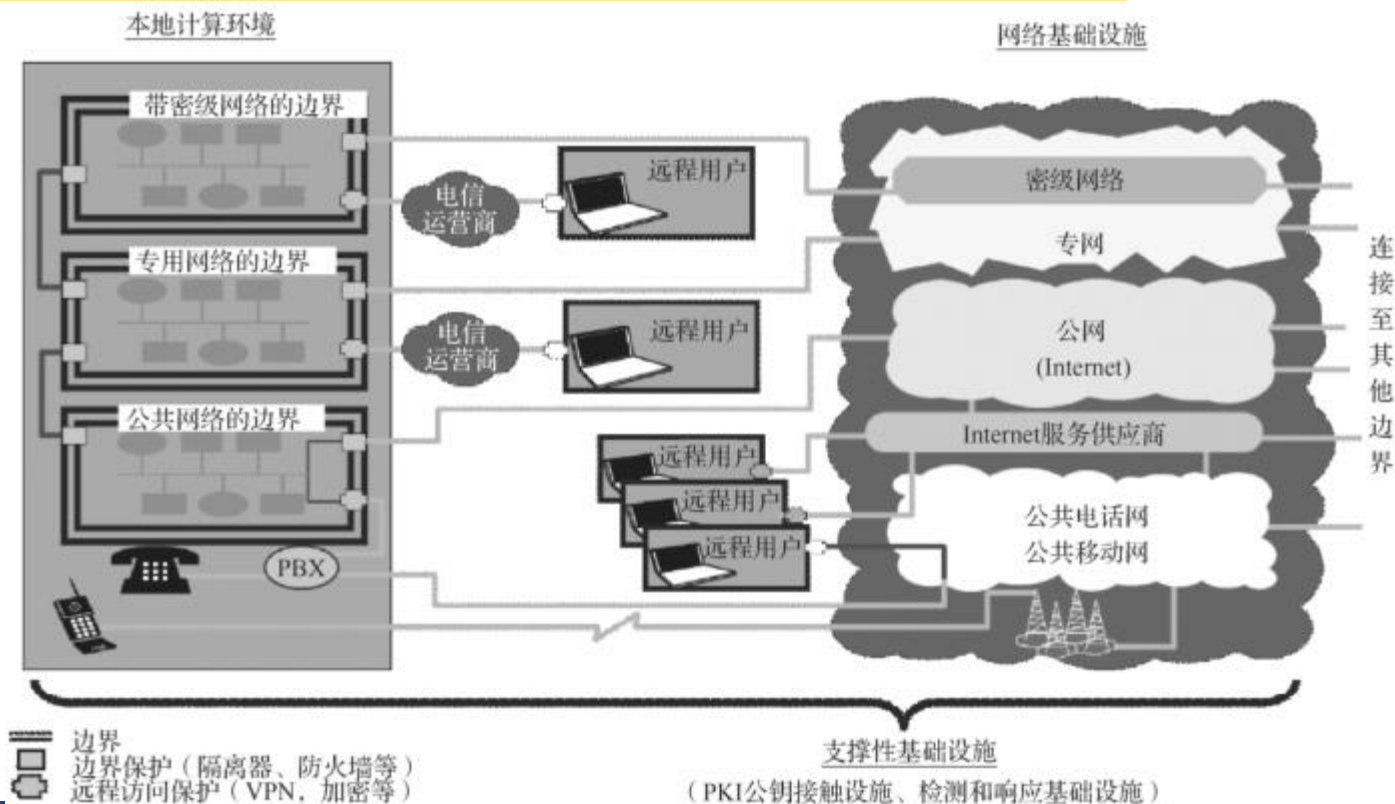 本地计算环境
网络基础设施
带密级网络的边界
电信
运营商
远程用户
密级网络
专网
专用网络的边界
电信
运营商
远程用户
公网
(Internet)
公共网络的边界
远程用户
远程用户
远程用户
Internet服务供应商
公共电话网
公共移动网
PBX
连接至其他边界
边界
边界保护（隔离器、防火墙等）
远程访问保护（VPN，加密等）
支撑性基础设施
（PKI公钥接触设施、检测和响应基础设施）